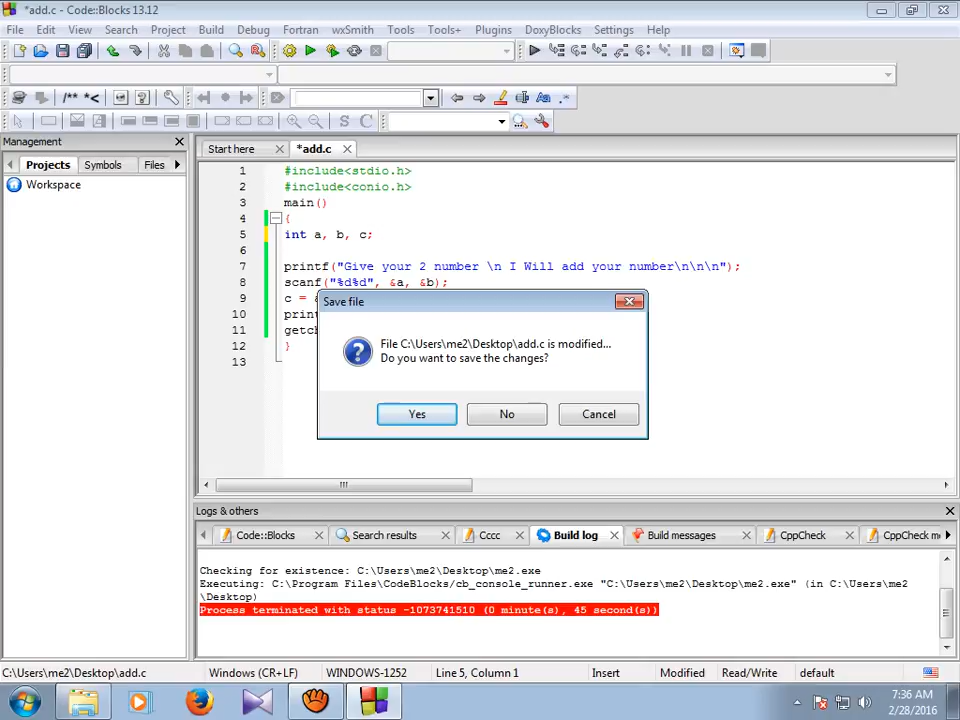 *add.c - Code::Blocks 13.12
File Edit View Search Project Build Debug Fortran wxSmith Tools Tools+ Plugins DoxyBlocks Settings Help
/** *<
S C
Management
Projects Symbols Files
Workspace
Start here *add.c
1 #include<stdio.h>
2 #include<conio.h>
3 main()
4 {
5 int a, b, c;
6
7 printf("Give your 2 number \n I Will add your number\n\n\n");
8 scanf("%d%d", &a, &b);
9 c =
10 print
11 getch
12 }
13
Save file
File C:\Users\me2\Desktop\add.c is modified...
Do you want to save the changes?
Yes No Cancel
Logs & others
Code::Blocks Search results Cccc Build log Build messages CppCheck CppCheck me
Checking for existence: C:\Users\me2\Desktop\me2.exe
Executing: C:\Program Files\CodeBlocks/cb_console_runner.exe "C:\Users\me2\Desktop\me2.exe" (in C:\Users\me2
\Desktop)
Process terminated with status -1073741510 (0 minute(s), 45 second(s))
C:\Users\me2\Desktop\add.c Windows (CR+LF) WINDOWS-1252 Line 5, Column 1 Insert Modified Read/Write default
7:36 AM
2/28/2016